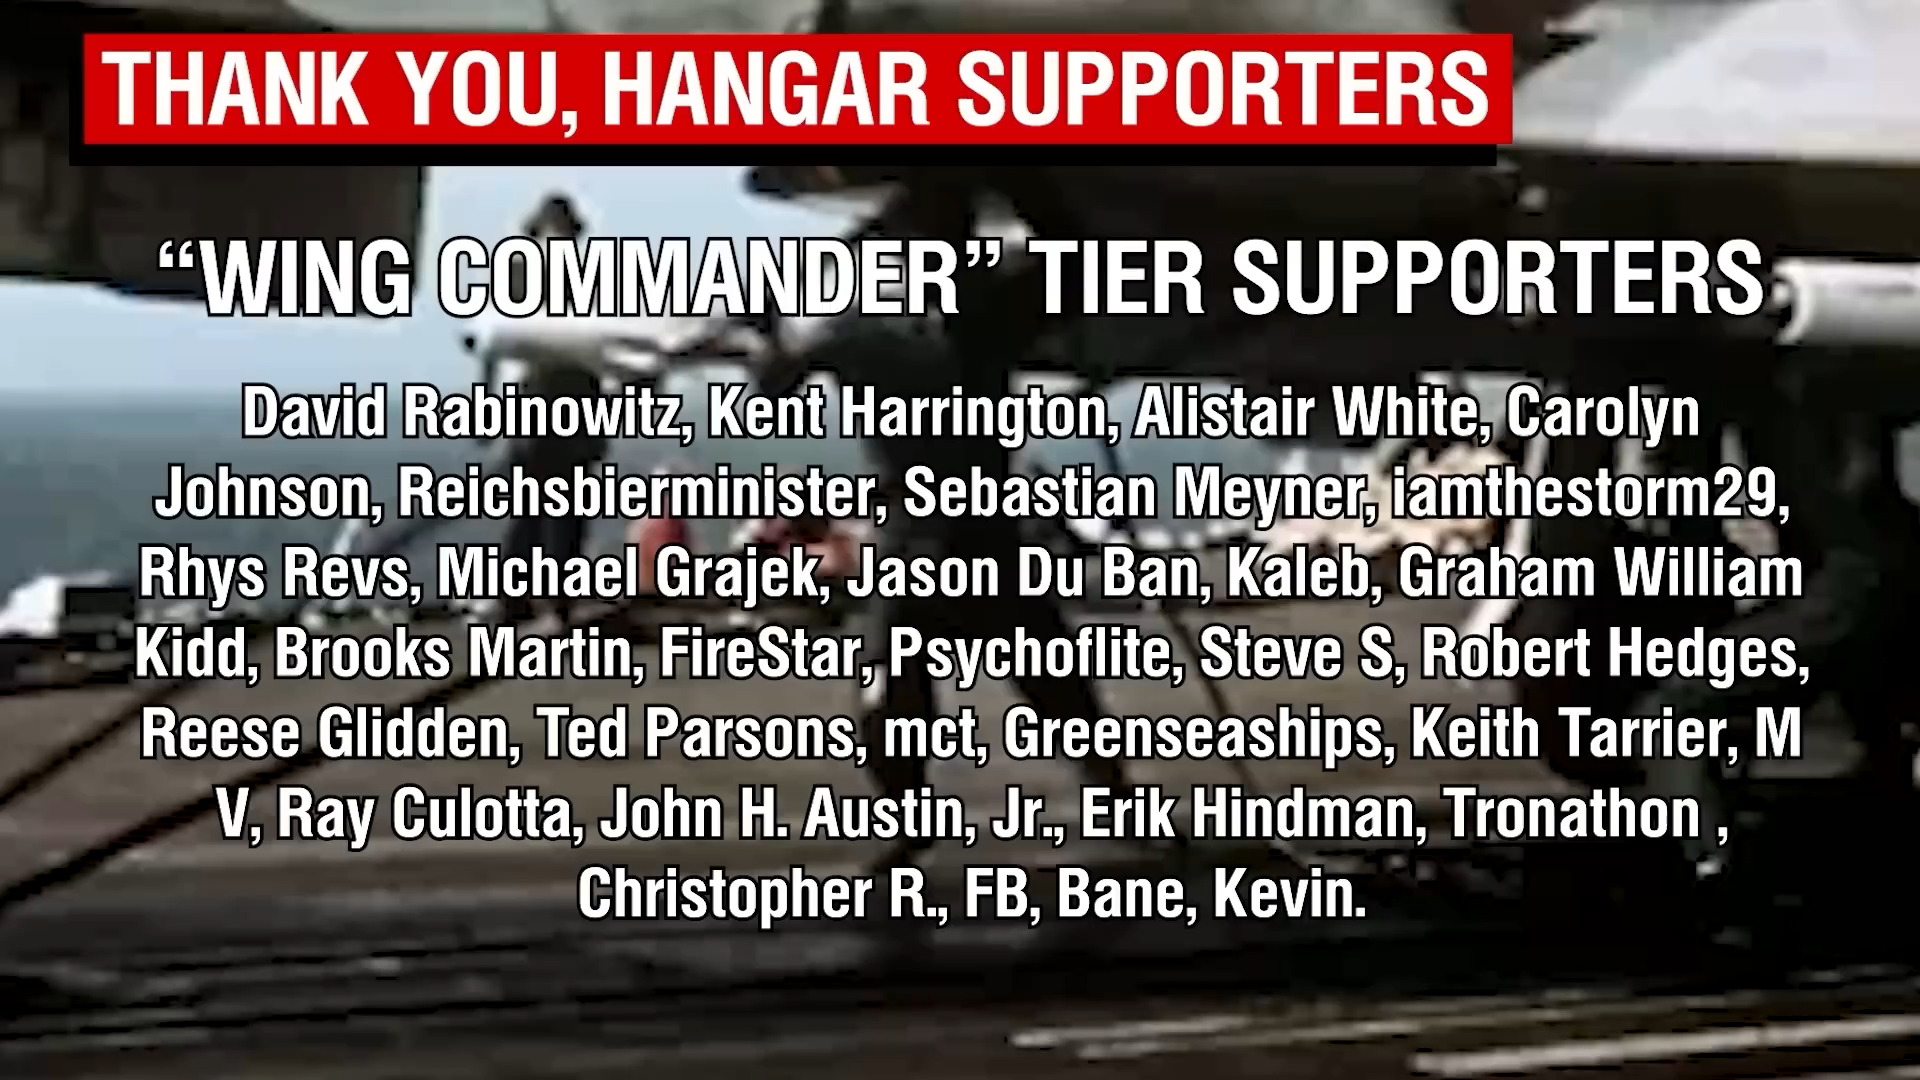 THANK YOU, HANGAR SUPPORTERS
“WING COMMANDER” TIER SUPPORTERS
David Rabinowitz, Kent Harrington, Alistair White, Carolyn
Johnson, Reichsbierminister, Sebastian Meyner, iamthestorm29,
Rhys Revs, Michael Grajek, Jason Du Ban, Kaleb, Graham William
Kidd, Brooks Martin, FireStar, Psychoflite, Steve S, Robert Hedges,
Reese Glidden, Ted Parsons, mct, Greenseaships, Keith Tarrier, M
V, Ray Culotta, John H. Austin, Jr., Erik Hindman, Tronathon ,
Christopher R., FB, Bane, Kevin.